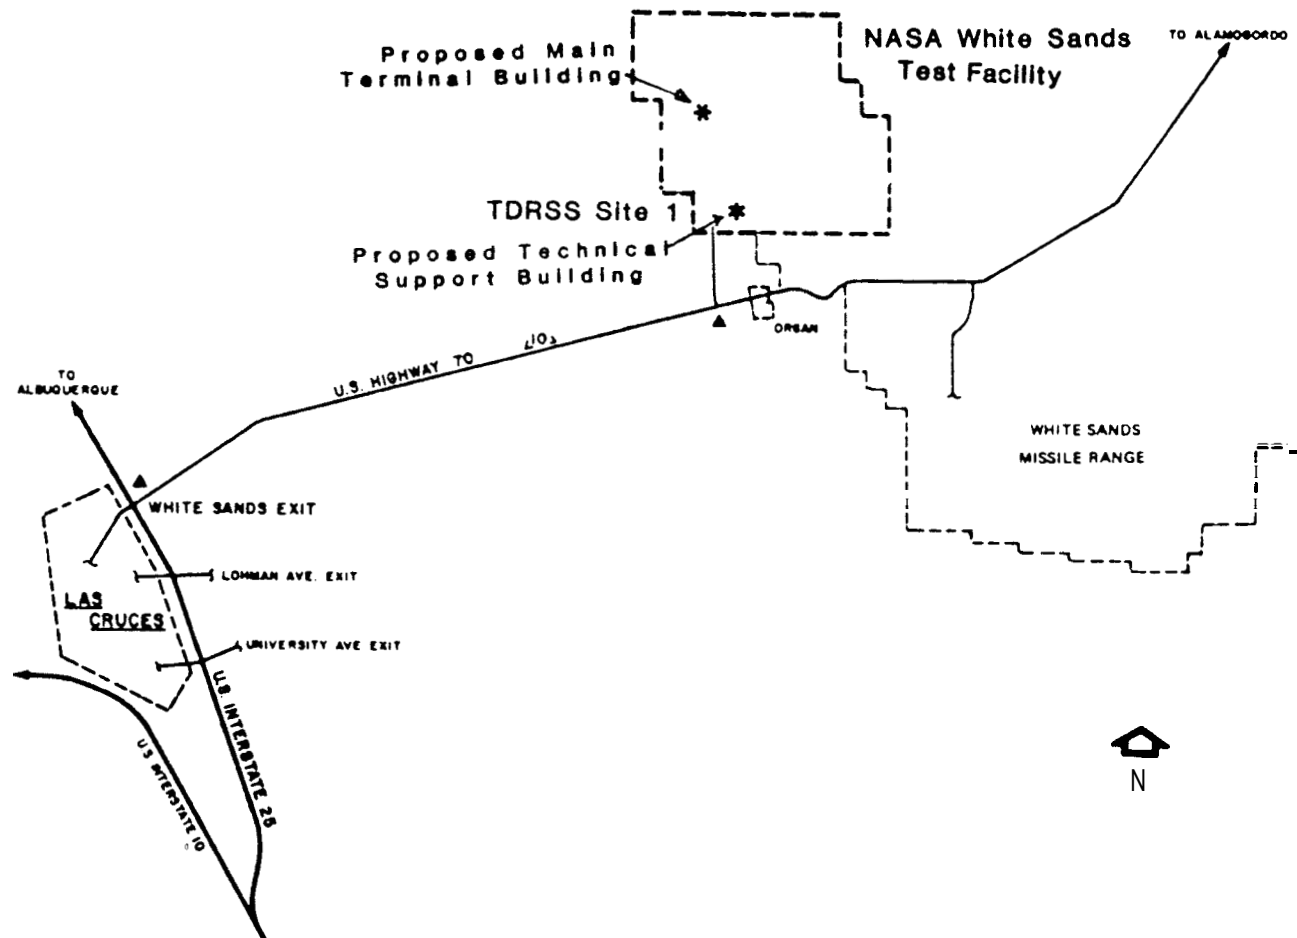 Proposed Main
Terminal Building
NASA White Sands
Test Facility
TO ALAMOGORDO
TDRSS Site 1
Proposed Technical
Support Building
ORGAN
U.S. HIGHWAY 70
TO
ALBUQUERQUE
WHITE SANDS
MISSILE RANGE
WHITE SANDS EXIT
LOHMAN AVE. EXIT
LAS
CRUCES
UNIVERSITY AVE EXIT
U.S. INTERSTATE 25
U.S INTERSTATE 10
N